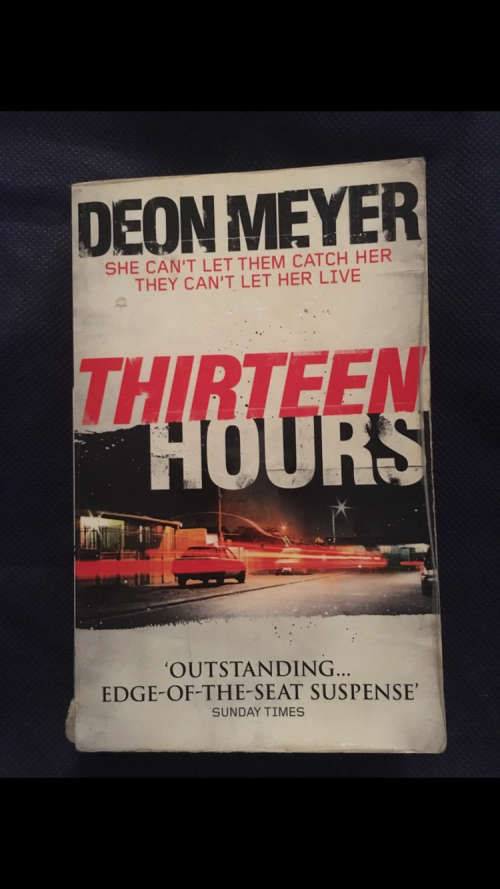 DEON MEYER
SHE CAN'T LET THEM CATCH HER
THEY CAN'T LET HER LIVE
THIRTEEN
HOURS
'OUTSTANDING...
EDGE-OF-THE-SEAT SUSPENSE'
SUNDAY TIMES